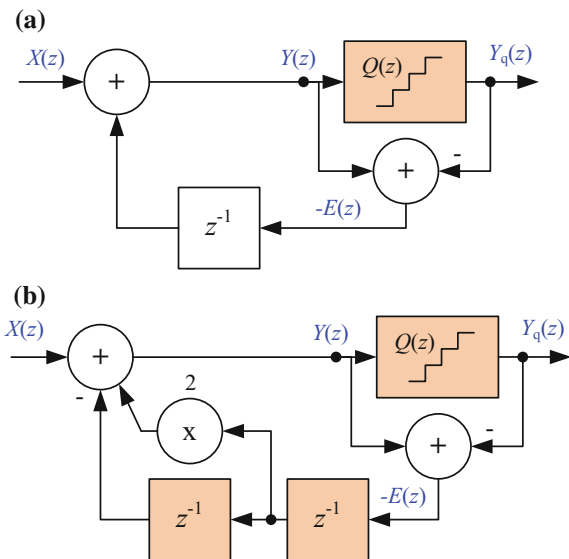 (a)
X(z)
Y(z)
Q(z)
Yq(z)
+
+
-
-E(z)
z-1
(b)
X(z)
Y(z)
Q(z)
Yq(z)
+
-
2
x
+
-
-E(z)
z-1
z-1